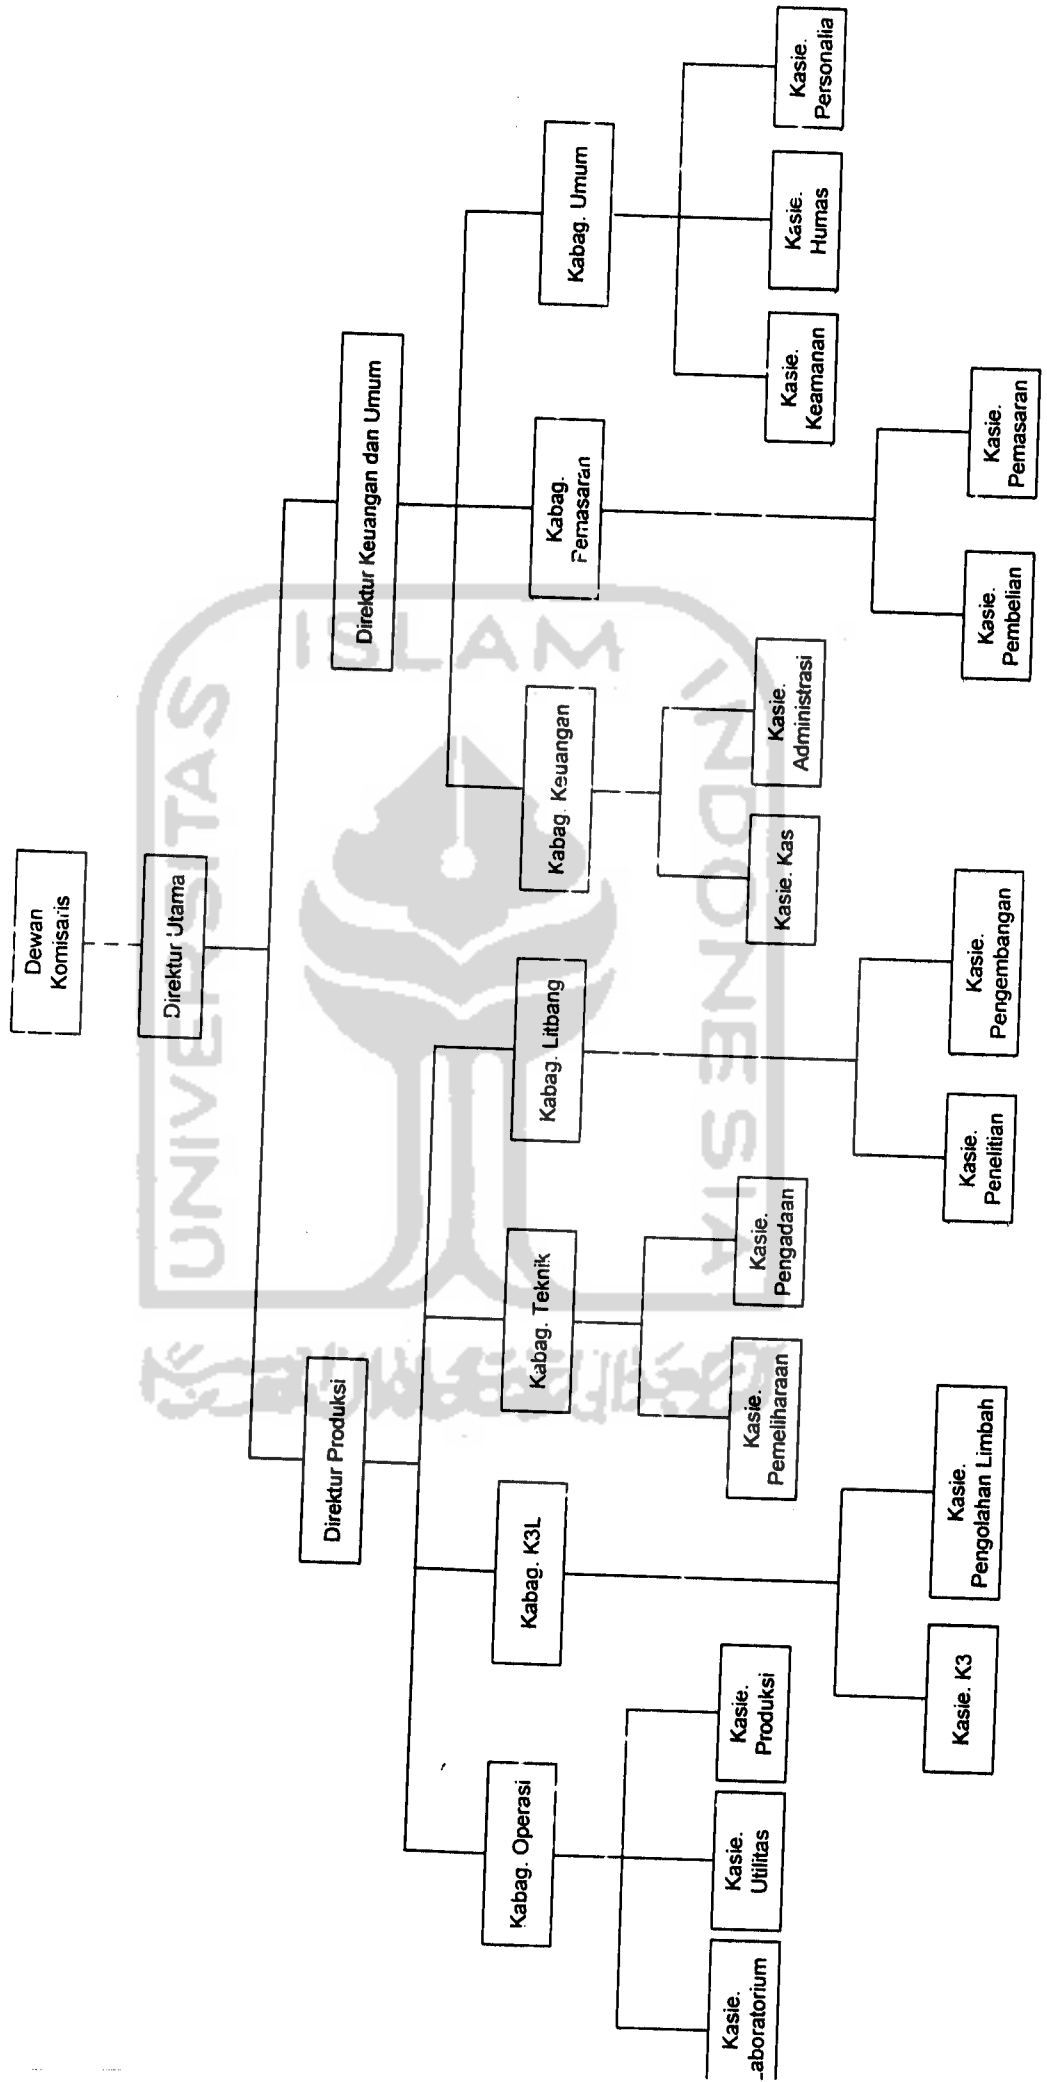 Dewan
Komisaris
Direktur Utama
Direktur Produksi
Direktur Keuangan dan Umum
Kabag. Operasi
Kabag. K3L
Kabag. Teknik
Kabag. Litbang
Kabag. Keuangan
Kabag.
Pemasaran
Kabag. Umum
Kasie.
Laboratorium
Kasie.
Utilitas
Kasie.
Produksi
Kasie. K3
Kasie.
Pengolahan Limbah
Kasie.
Pemeliharaan
Kasie.
Pengadaan
Kasie.
Penelitian
Kasie.
Pengembangan
Kasie. Kas
Kasie.
Administrasi
Kasie.
Pembelian
Kasie.
Pemasaran
Kasie.
Keamanan
Kasie.
Humas
Kasie.
Personalia
UNIVERSITAS
ISLAM
INDONESIA